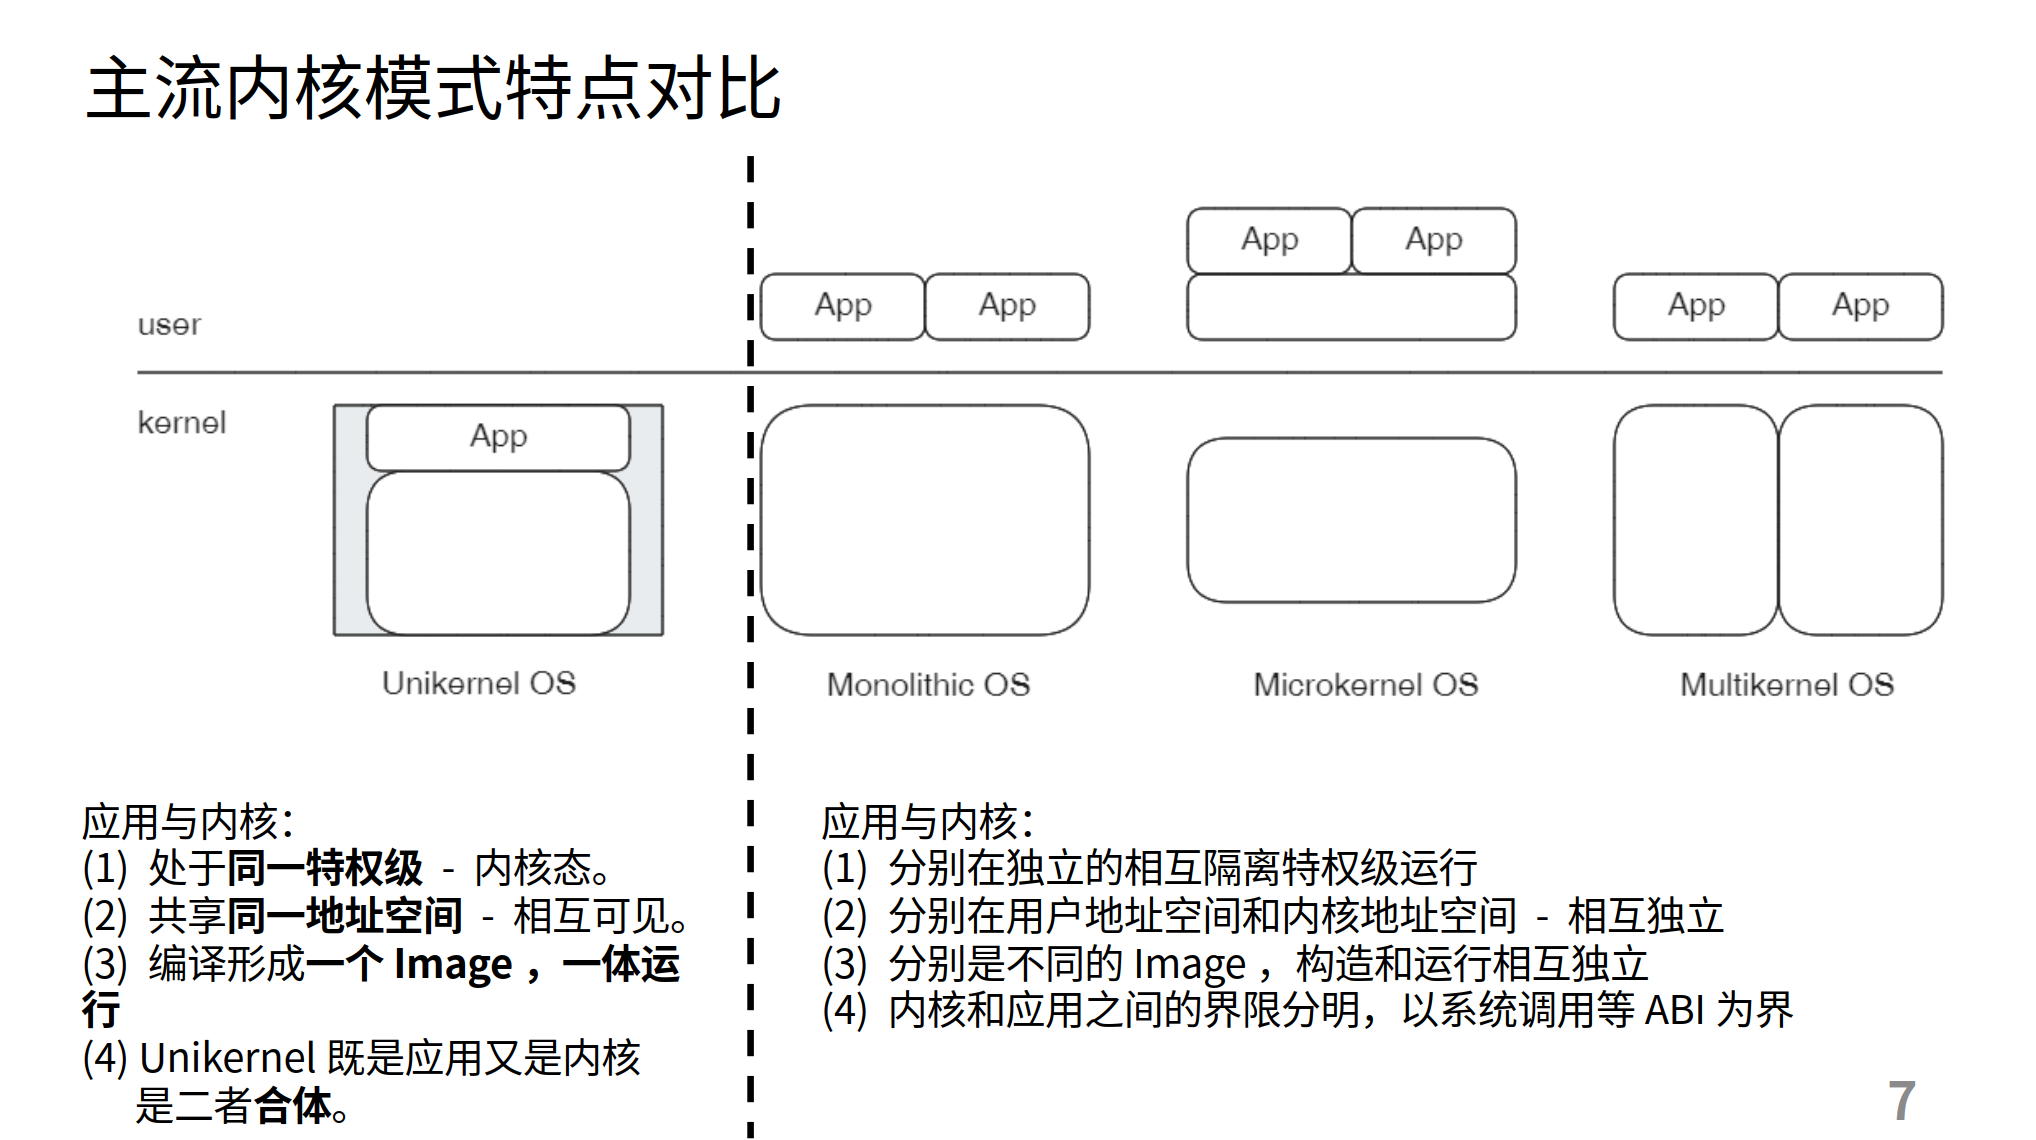 主流内核模式特点对比
App App
App App App App
user
kernel
App
Unikernel OS Monolithic OS Microkernel OS Multikernel OS
应用与内核：
(1) 处于同一特权级 - 内核态。
(2) 共享同一地址空间 - 相互可见。
(3) 编译形成一个 Image ，一体运
行
(4) Unikernel 既是应用又是内核
是二者合体。
应用与内核：
(1) 分别在独立的相互隔离特权级运行
(2) 分别在用户地址空间和内核地址空间 - 相互独立
(3) 分别是不同的 Image ，构造和运行相互独立
(4) 内核和应用之间的界限分明，以系统调用等 ABI 为界
7